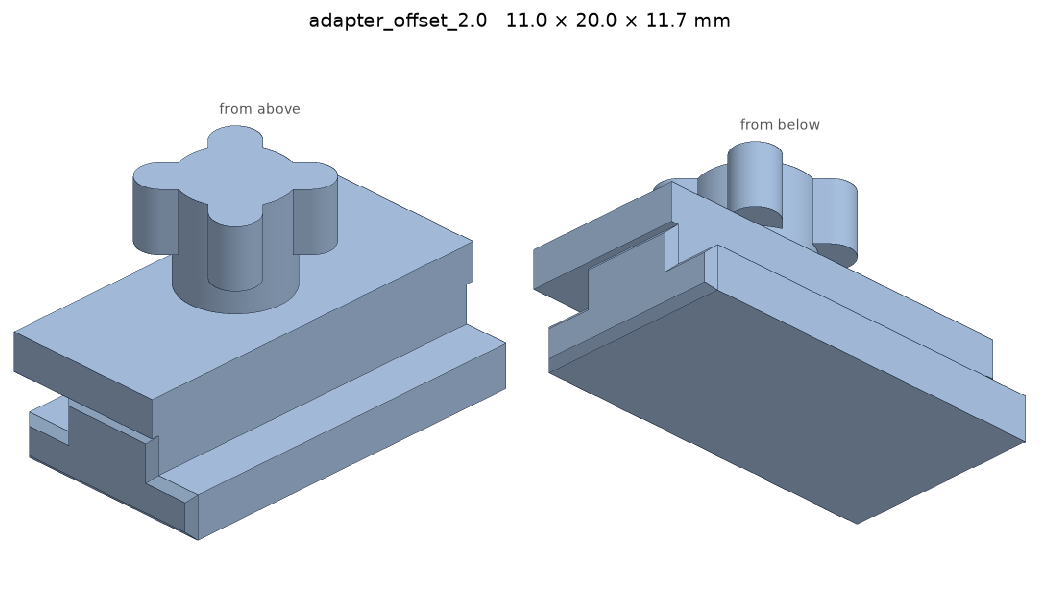 adapter_offset_2.0   11.0 × 20.0 × 11.7 mm
from above
from below